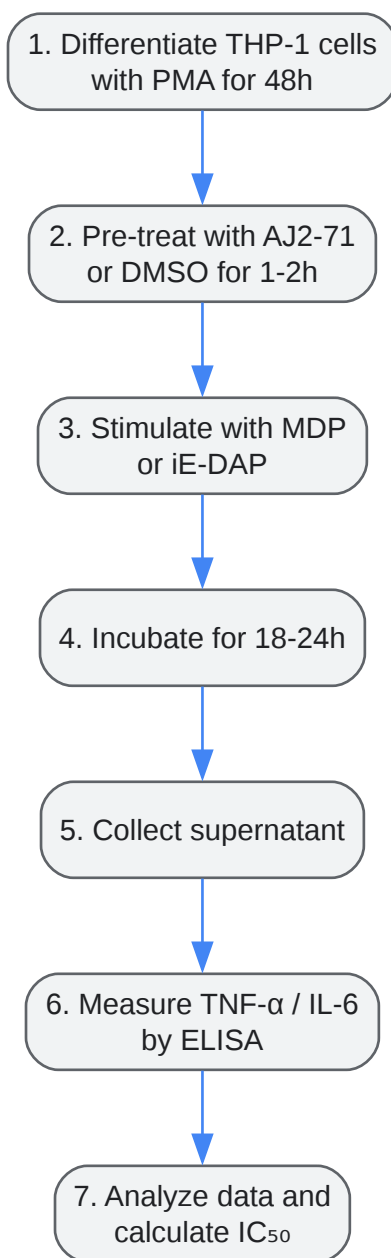 1. Differentiate THP-1 cells
with PMA for 48h
2. Pre-treat with AJ2-71
or DMSO for 1-2h
3. Stimulate with MDP
or iE-DAP
4. Incubate for 18-24h
5. Collect supernatant
6. Measure TNF-α / IL-6
by ELISA
7. Analyze data and
calculate IC₅₀